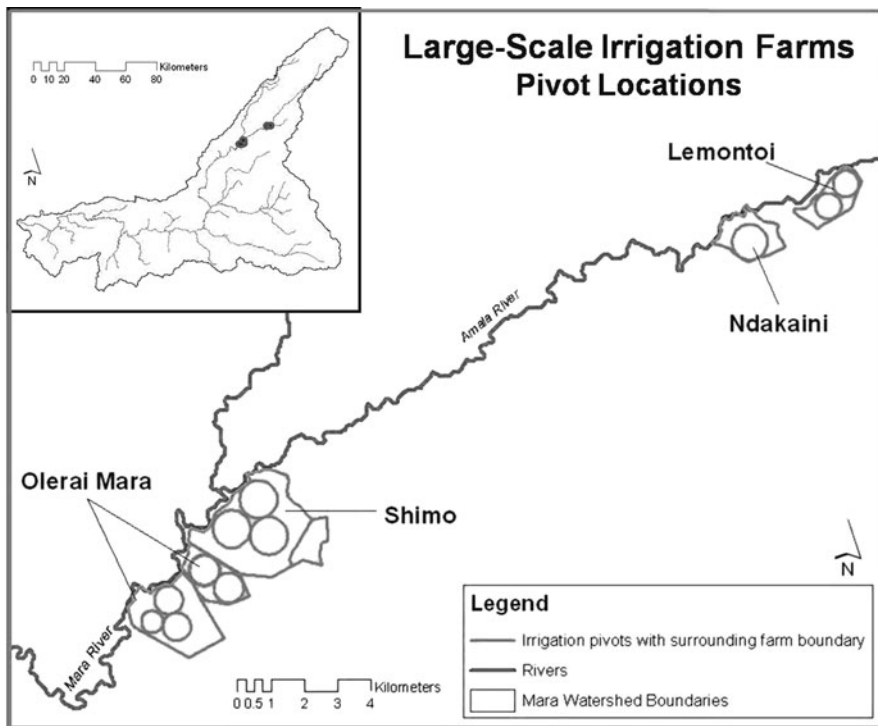 Large-Scale Irrigation Farms
Pivot Locations
Kilometers
0 10 20 40 60 80
N
Lemontoi
Ndakaini
Amala River
Olerai Mara
Shimo
Mara River
N
Kilometers
0 0.5 1 2 3 4
Legend
Irrigation pivots with surrounding farm boundary
Rivers
Mara Watershed Boundaries